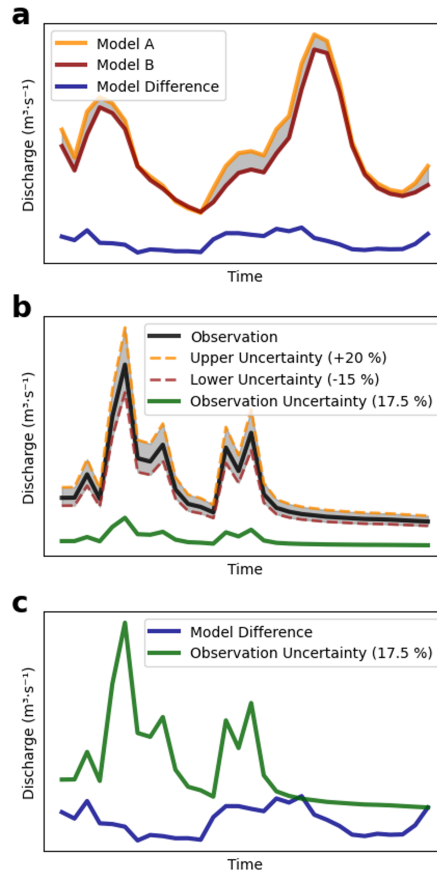 a
Model A
Model B
Model Difference
Discharge (m³·s⁻¹)
Time
b
Observation
Upper Uncertainty (+20 %)
Lower Uncertainty (-15 %)
Observation Uncertainty (17.5 %)
Discharge (m³·s⁻¹)
Time
c
Model Difference
Observation Uncertainty (17.5 %)
Discharge (m³·s⁻¹)
Time